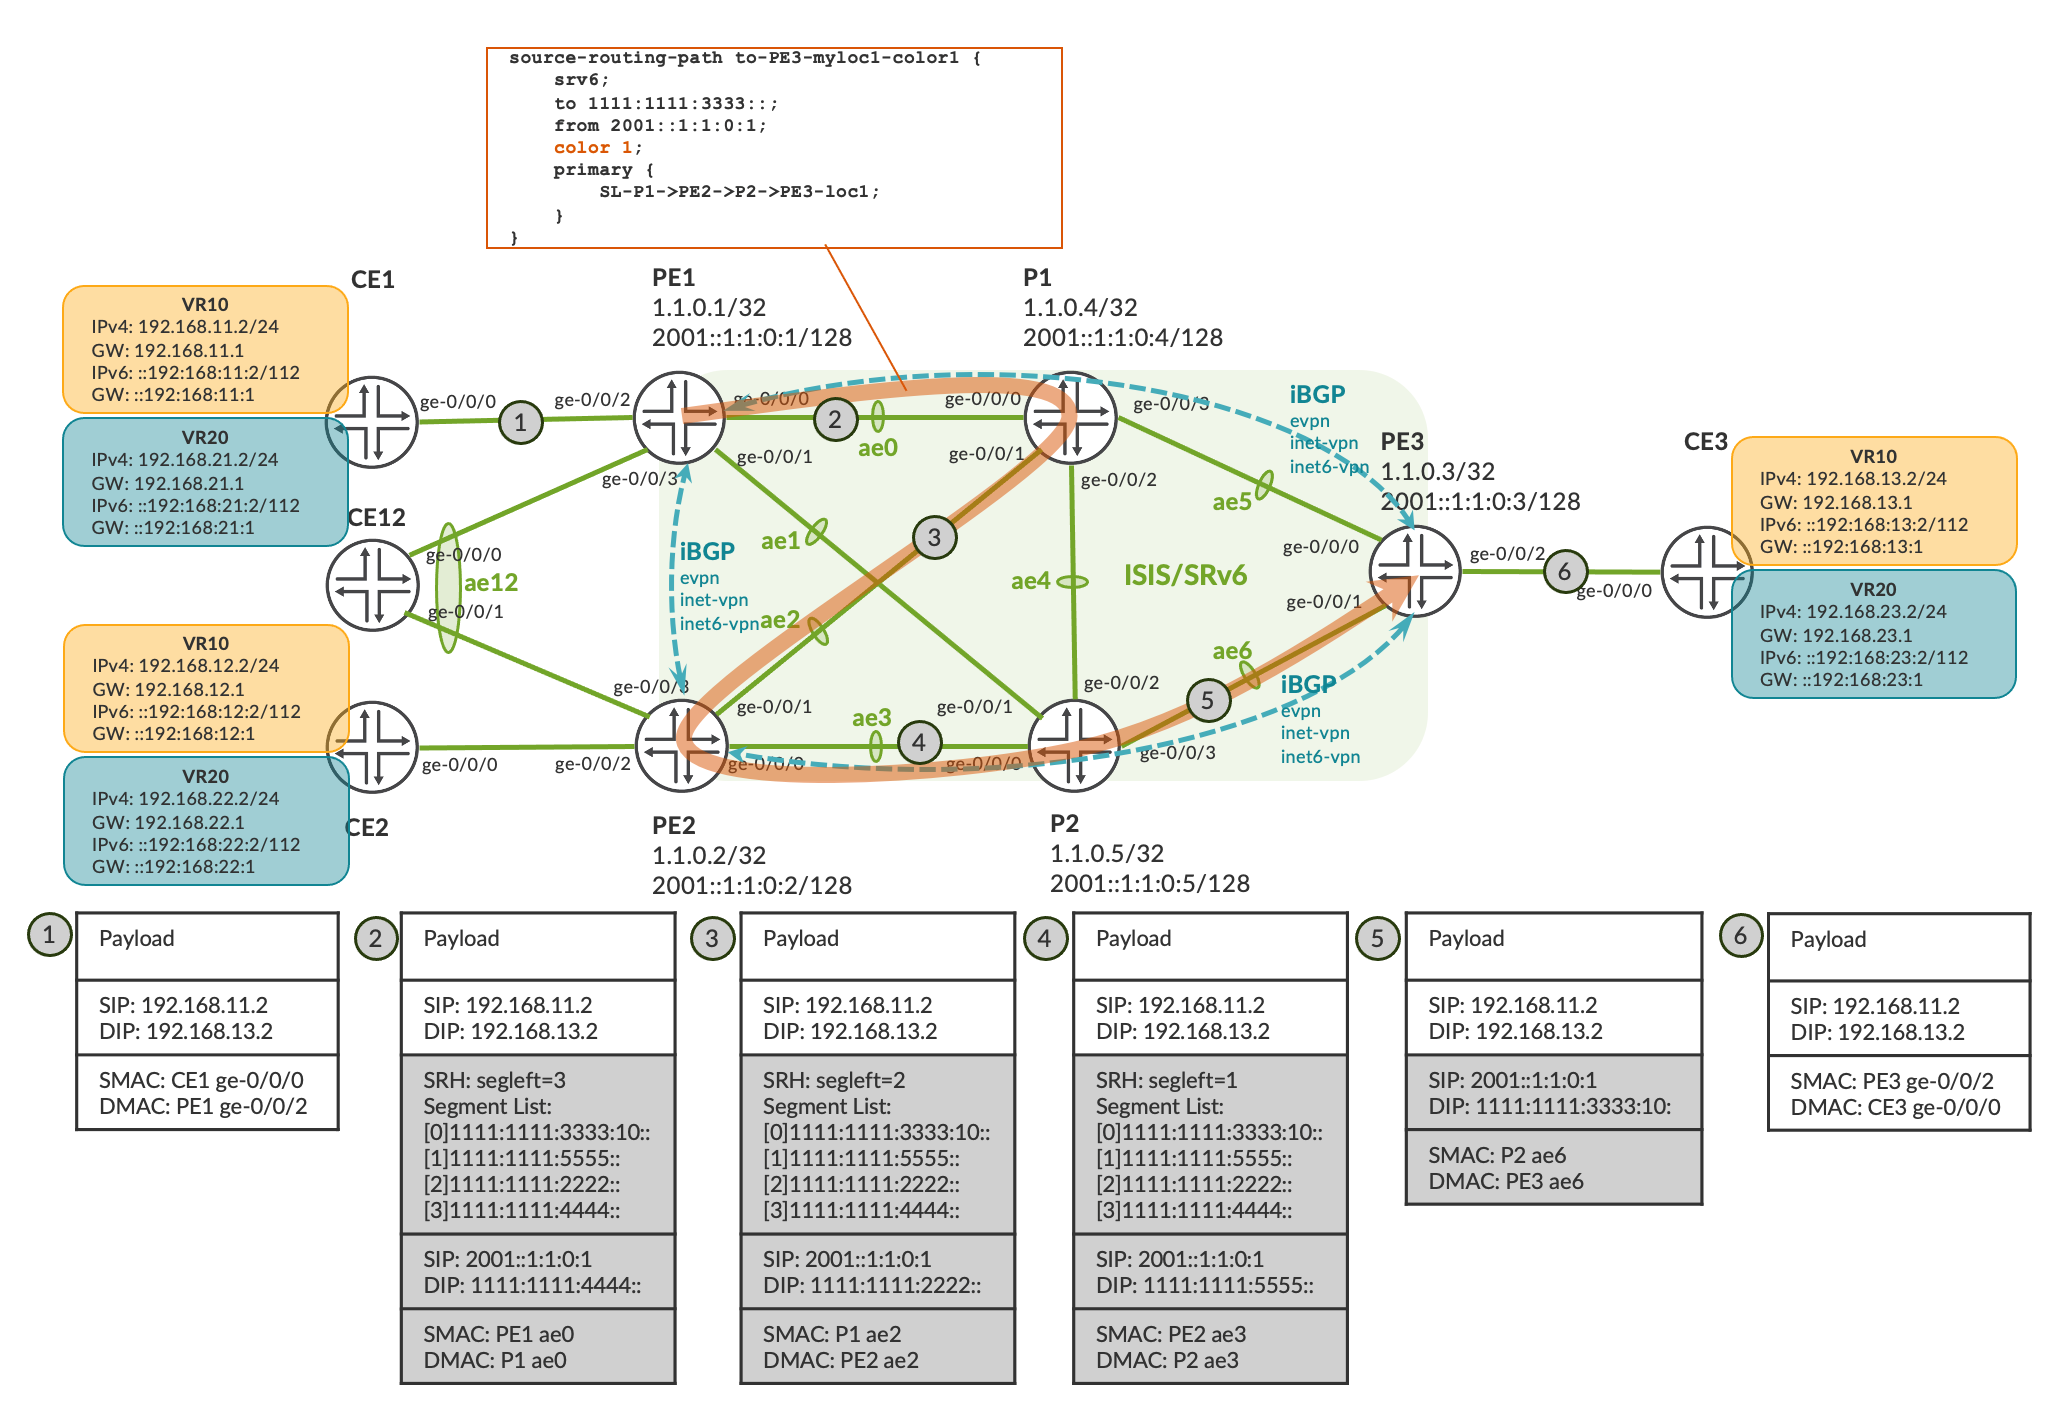 source-routing-path to-PE3-myloc1-color1 {
srv6;
to 1111:1111:3333::;
from 2001::1:1:0:1;
color 1;
primary {
SL-P1->PE2->P2->PE3-loc1;
}
}
CE1
VR10
IPv4: 192.168.11.2/24
GW: 192.168.11.1
IPv6: ::192:168:11:2/112
GW: ::192:168:11:1
VR20
IPv4: 192.168.21.2/24
GW: 192.168.21.1
IPv6: ::192:168:21:2/112
GW: ::192:168:21:1
ge-0/0/0
1
ge-0/0/2
PE1
1.1.0.1/32
2001::1:1:0:1/128
ge-0/0/0
2
ae0
ge-0/0/0
P1
1.1.0.4/32
2001::1:1:0:4/128
ge-0/0/3
iBGP
evpn
inet-vpn
inet6-vpn
PE3
1.1.0.3/32
2001::1:1:0:3/128
CE3
VR10
IPv4: 192.168.13.2/24
GW: 192.168.13.1
IPv6: ::192:168:13:2/112
GW: ::192:168:13:1
VR20
IPv4: 192.168.23.2/24
GW: 192.168.23.1
IPv6: ::192:168:23:2/112
GW: ::192:168:23:1
ge-0/0/3
ge-0/0/1
ge-0/0/1
ge-0/0/2
ae5
CE12
ge-0/0/0
ae12
ge-0/0/1
iBGP
evpn
inet-vpn
inet6-vpn
ae1
3
ae2
ae4
ISIS/SRv6
ge-0/0/0
ge-0/0/1
ge-0/0/2
6
ge-0/0/0
VR10
IPv4: 192.168.12.2/24
GW: 192.168.12.1
IPv6: ::192:168:12:2/112
GW: ::192:168:12:1
VR20
IPv4: 192.168.22.2/24
GW: 192.168.22.1
IPv6: ::192:168:22:2/112
GW: ::192:168:22:1
CE2
ge-0/0/0
ge-0/0/2
ge-0/0/3
ge-0/0/1
ae3
4
ge-0/0/1
ge-0/0/2
ge-0/0/0
ge-0/0/0
ge-0/0/3
ae6
5
iBGP
evpn
inet-vpn
inet6-vpn
PE2
1.1.0.2/32
2001::1:1:0:2/128
P2
1.1.0.5/32
2001::1:1:0:5/128
1
Payload
SIP: 192.168.11.2
DIP: 192.168.13.2
SMAC: CE1 ge-0/0/0
DMAC: PE1 ge-0/0/2
2
Payload
SIP: 192.168.11.2
DIP: 192.168.13.2
SRH: segleft=3
Segment List:
[0]1111:1111:3333:10::
[1]1111:1111:5555::
[2]1111:1111:2222::
[3]1111:1111:4444::
SIP: 2001::1:1:0:1
DIP: 1111:1111:4444::
SMAC: PE1 ae0
DMAC: P1 ae0
3
Payload
SIP: 192.168.11.2
DIP: 192.168.13.2
SRH: segleft=2
Segment List:
[0]1111:1111:3333:10::
[1]1111:1111:5555::
[2]1111:1111:2222::
[3]1111:1111:4444::
SIP: 2001::1:1:0:1
DIP: 1111:1111:2222::
SMAC: P1 ae2
DMAC: PE2 ae2
4
Payload
SIP: 192.168.11.2
DIP: 192.168.13.2
SRH: segleft=1
Segment List:
[0]1111:1111:3333:10::
[1]1111:1111:5555::
[2]1111:1111:2222::
[3]1111:1111:4444::
SIP: 2001::1:1:0:1
DIP: 1111:1111:5555::
SMAC: PE2 ae3
DMAC: P2 ae3
5
Payload
SIP: 192.168.11.2
DIP: 192.168.13.2
SIP: 2001::1:1:0:1
DIP: 1111:1111:3333:10:
SMAC: P2 ae6
DMAC: PE3 ae6
6
Payload
SIP: 192.168.11.2
DIP: 192.168.13.2
SMAC: PE3 ge-0/0/2
DMAC: CE3 ge-0/0/0